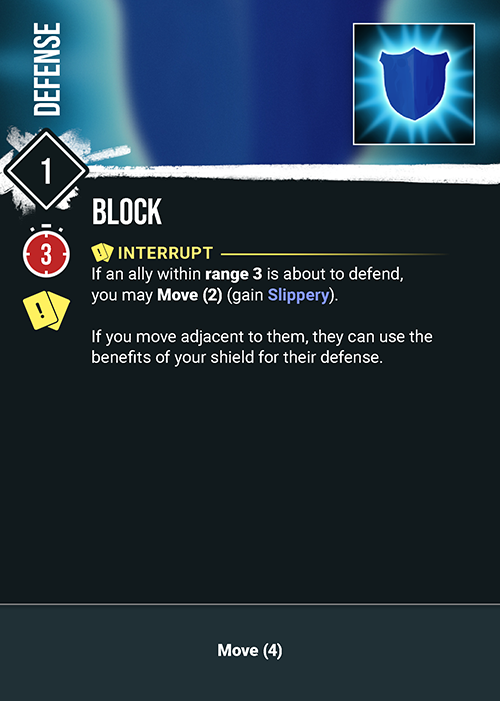 DEFENSE
1
BLOCK
3
! INTERRUPT
!
If an ally within range 3 is about to defend,
you may Move (2) (gain Slippery).
If you move adjacent to them, they can use the
benefits of your shield for their defense.
Move (4)